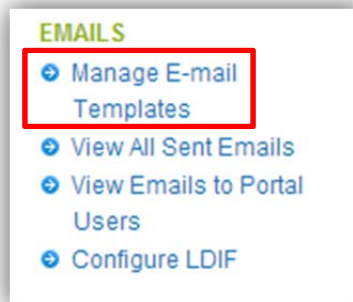 EMAILS
Manage E-mail
Templates
View All Sent Emails
View Emails to Portal
Users
Configure LDIF